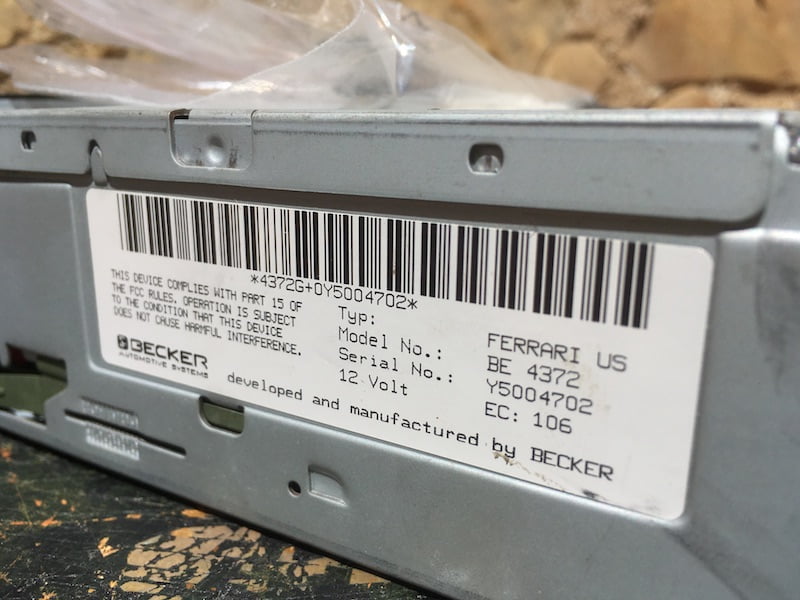 *4372G+0Y5004702*
THIS DEVICE COMPLIES WITH PART 15 OF
THE FCC RULES. OPERATION IS SUBJECT
TO THE CONDITION THAT THIS DEVICE
DOES NOT CAUSE HARMFUL INTERFERENCE.
BECKER
AUTOMOTIVE SYSTEMS
Typ: FERRARI US
Model No.: BE 4372
Serial No.: Y5004702
12 Volt EC: 106
developed and manufactured by BECKER